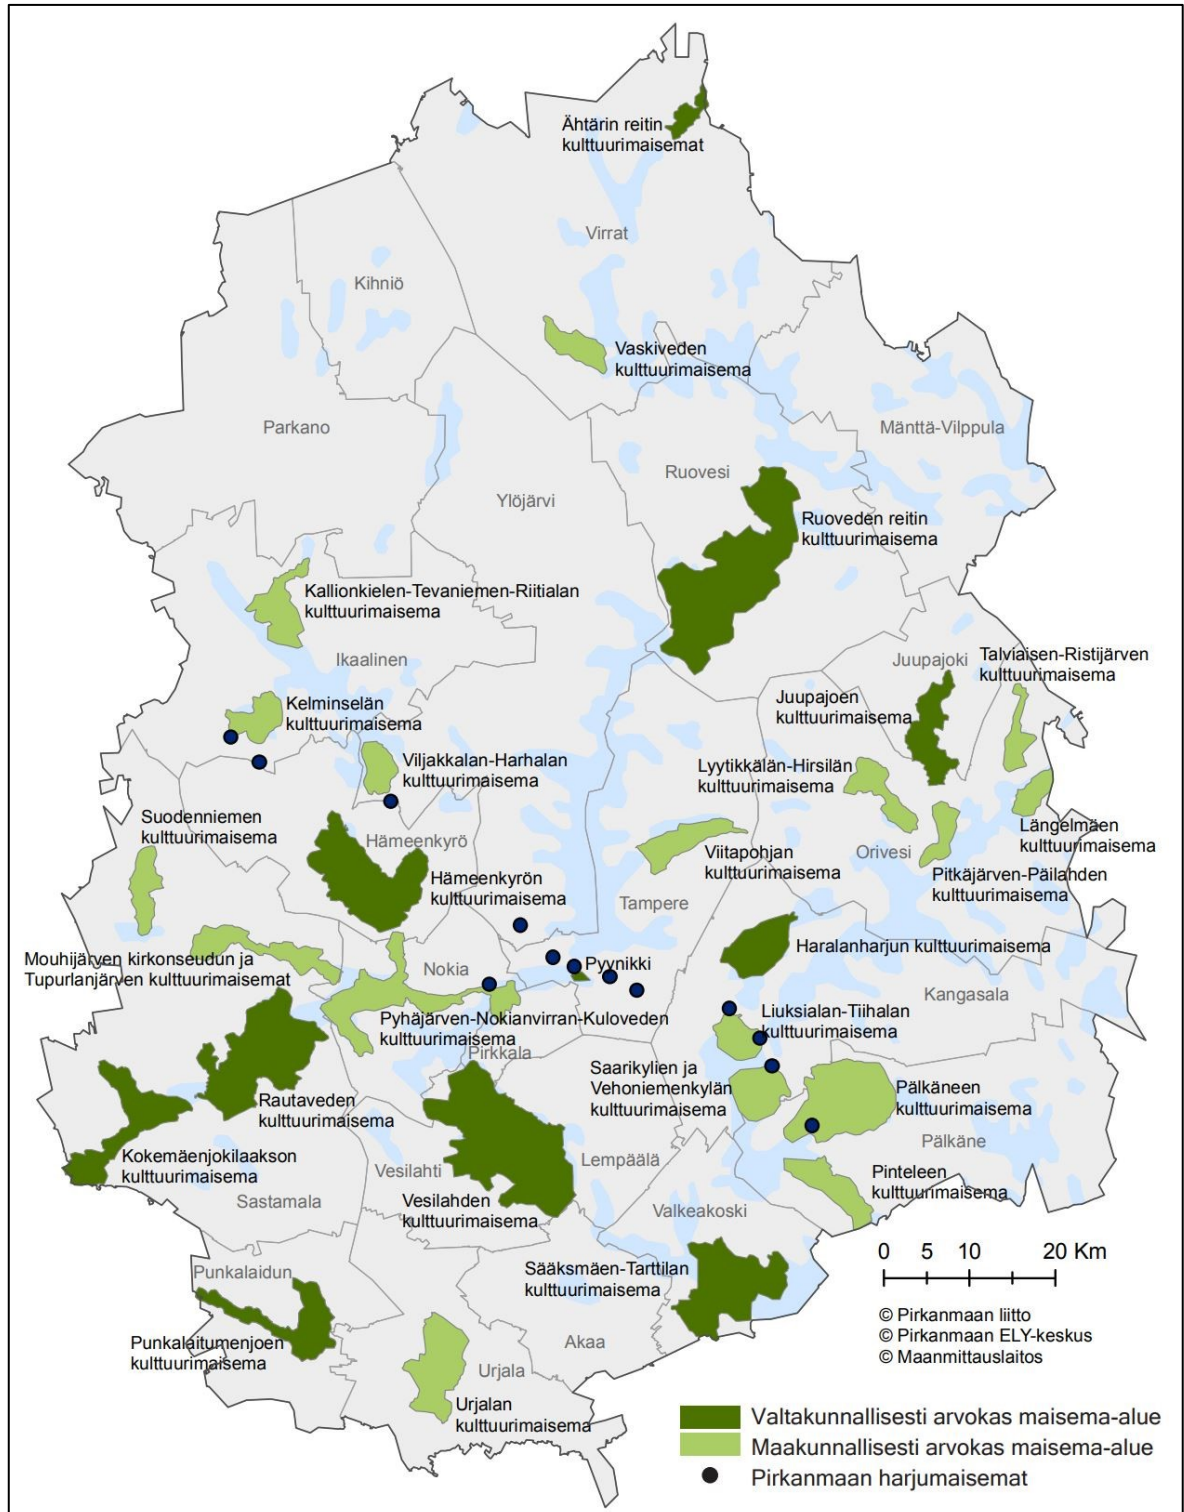 Ähtärin reitin
kulttuurimaisemat
Virrat
Kihniö
Vaskiveden
kulttuurimaisema
Parkano
Mänttä-Vilppula
Ruovesi
Ylöjärvi
Ruoveden reitin
kulttuurimaisema
Kallionkielen-Tevaniemen-Riitialan
kulttuurimaisema
Ikaalinen
Juupajoki
Talviaisen-Ristijärven
kulttuurimaisema
Kelminselän
kulttuurimaisema
Juupajoen
kulttuurimaisema
Viljakkalan-Harhalan
kulttuurimaisema
Lyytikkälän-Hirsilän
kulttuurimaisema
Suodenniemen
kulttuurimaisema
Hämeenkyrö
Längelmäen
kulttuurimaisema
Viitapohjan
kulttuurimaisema
Orivesi
Pitkäjärven-Päilahden
kulttuurimaisema
Hämeenkyrön
kulttuurimaisema
Tampere
Haralanharjun kulttuurimaisema
Mouhijärven kirkonseudun ja
Tupurlanjärven kulttuurimaisemat
Nokia
Pyynikki
Kangasala
Pyhäjärven-Nokianvirran-Kuloveden
kulttuurimaisema
Liuksialan-Tiihalan
kulttuurimaisema
Pirkkala
Saarikylien ja
Vehoniemenkylän
kulttuurimaisema
Pälkäneen
kulttuurimaisema
Rautaveden
kulttuurimaisema
Pälkäne
Kokemäenjokilaakson
kulttuurimaisema
Vesilahti
Lempäälä
Pinteleen
kulttuurimaisema
Sastamala
Vesilahden
kulttuurimaisema
Valkeakoski
Punkalaidun
Sääksmäen-Tarttilan
kulttuurimaisema
0 5 10 20 Km
Punkalaitumenjoen
kulttuurimaisema
Akaa
© Pirkanmaan liitto
© Pirkanmaan ELY-keskus
© Maanmittauslaitos
Urjala
Urjalan
kulttuurimaisema
Valtakunnallisesti arvokas maisema-alue
Maakunnallisesti arvokas maisema-alue
Pirkanmaan harjumaisemat